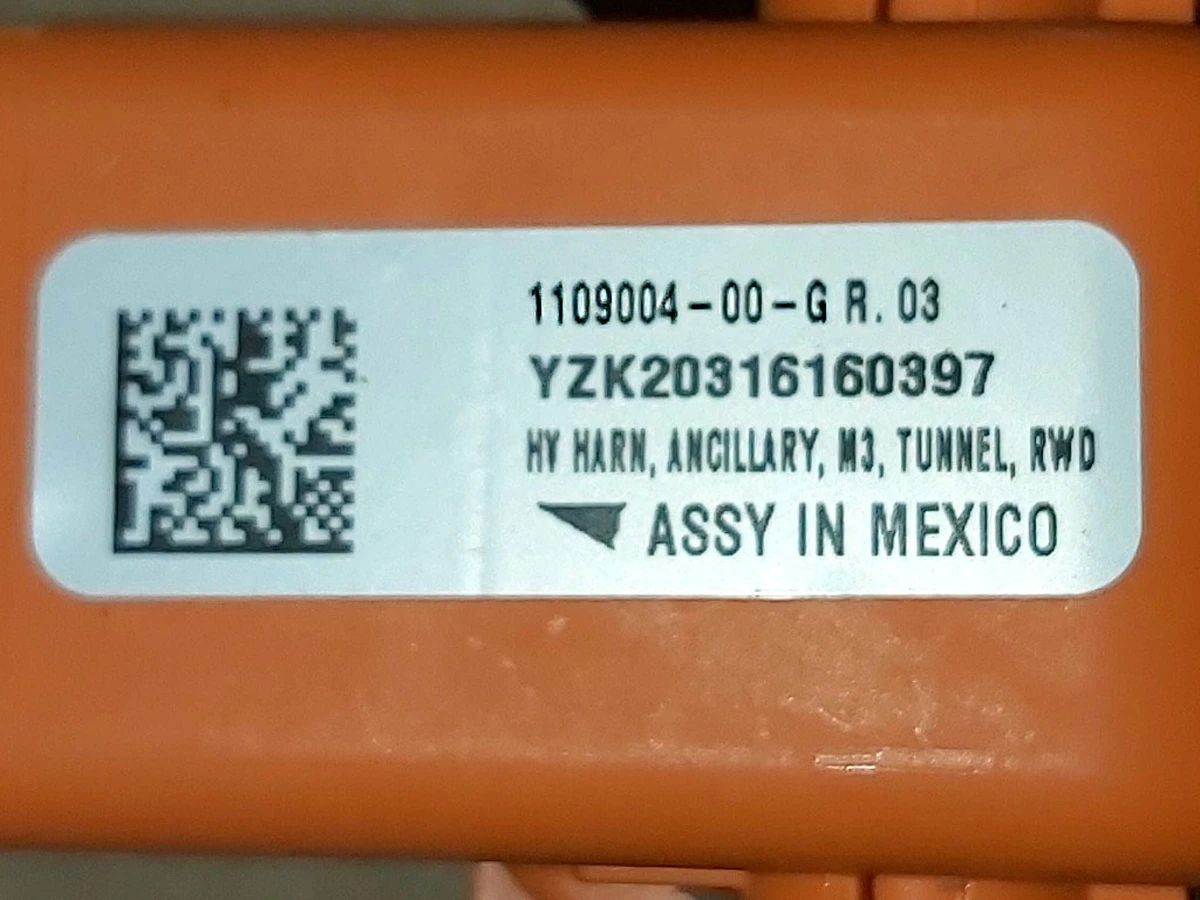 1109004-00-G R. 03
YZK20316160397
HV HARN, ANCILLARY, M3, TUNNEL, RWD
ASSY IN MEXICO